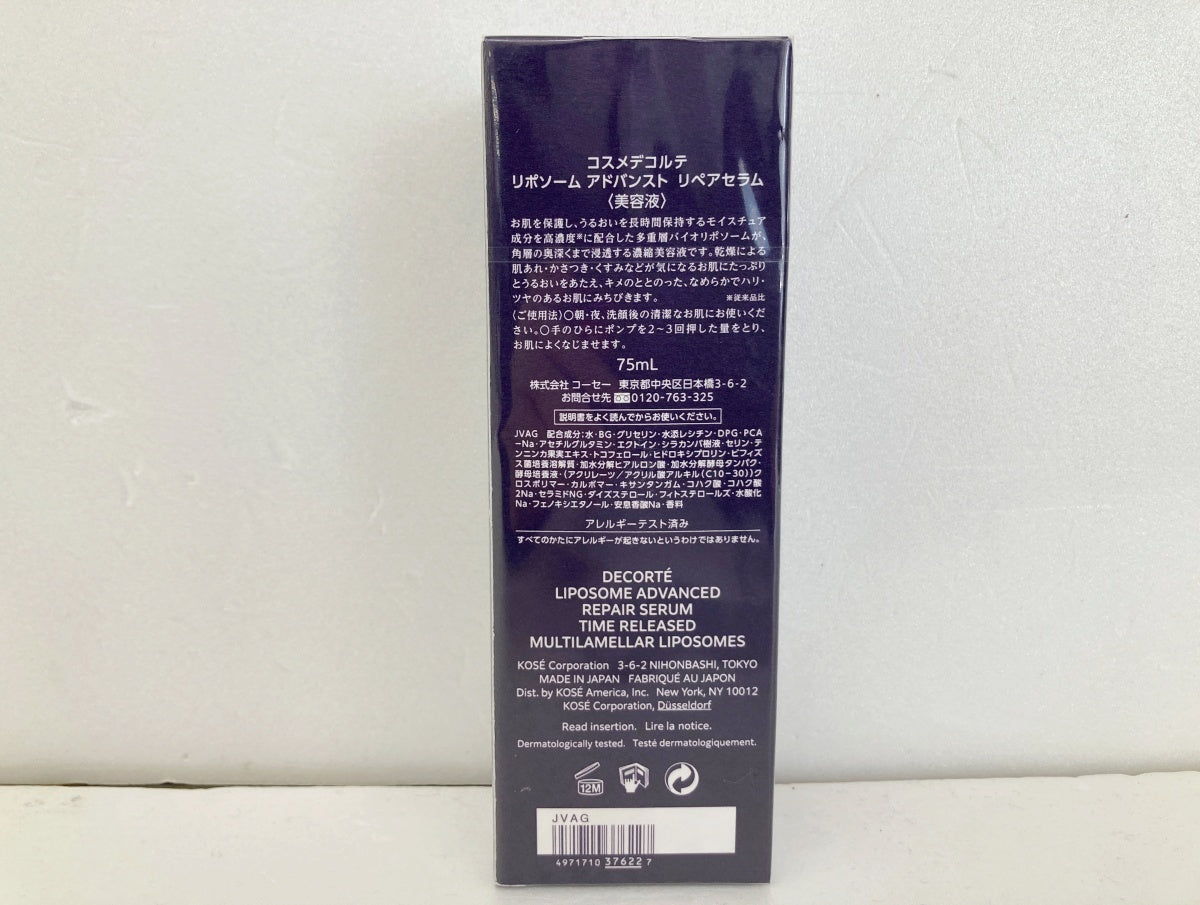 コスメデコルテ
リポソーム アドバンスト リペアセラム
〈美容液〉
お肌を保護し、うるおいを長時間保持するモイスチュア
成分を高濃度※に配合した多重層バイオリポソームが、
角層の奥深くまで浸透する濃縮美容液です。乾燥による
肌あれ・かさつき・くすみなどが気になるお肌にたっぷり
とうるおいをあたえ、キメのととのった、なめらかでハリ・
ツヤのあるお肌にみちびきます。 ※従来品比
〈ご使用法〉○朝・夜、洗顔後の清潔なお肌にお使いくだ
さい。○手のひらにポンプを2～3回押した量をとり、
お肌によくなじませます。
75mL
株式会社 コーセー 東京都中央区日本橋3-6-2
お問合せ先 0120-763-325
説明書をよく読んでからお使いください。
JVAG 配合成分:水・BG・グリセリン・水添レシチン・DPG・PCA
-Na・アセチルグルタミン・エクトイン・シラカンバ樹液・セリン・テ
ンニンカ果実エキス・トコフェロール・ヒドロキシプロリン・ビフィズ
ス菌培養溶解質・加水分解ヒアルロン酸・加水分解酵母タンパク・
酵母培養液・(アクリレーツ/アクリル酸アルキル(C10-30))ク
ロスポリマー・カルボマー・キサンタンガム・コハク酸・コハク酸
2Na・セラミドNG・ダイズステロール・フィトステロールズ・水酸化
Na・フェノキシエタノール・安息香酸Na・香料
アレルギーテスト済み
すべてのかたにアレルギーが起きないというわけではありません。
DECORTÉ
LIPOSOME ADVANCED
REPAIR SERUM
TIME RELEASED
MULTILAMELLAR LIPOSOMES
KOSÉ Corporation 3-6-2 NIHONBASHI, TOKYO
MADE IN JAPAN FABRIQUÉ AU JAPON
Dist. by KOSÉ America, Inc. New York, NY 10012
KOSÉ Corporation, Düsseldorf
Read insertion. Lire la notice.
Dermatologically tested. Testé dermatologiquement.
12M
JVAG
4971710 37622 7